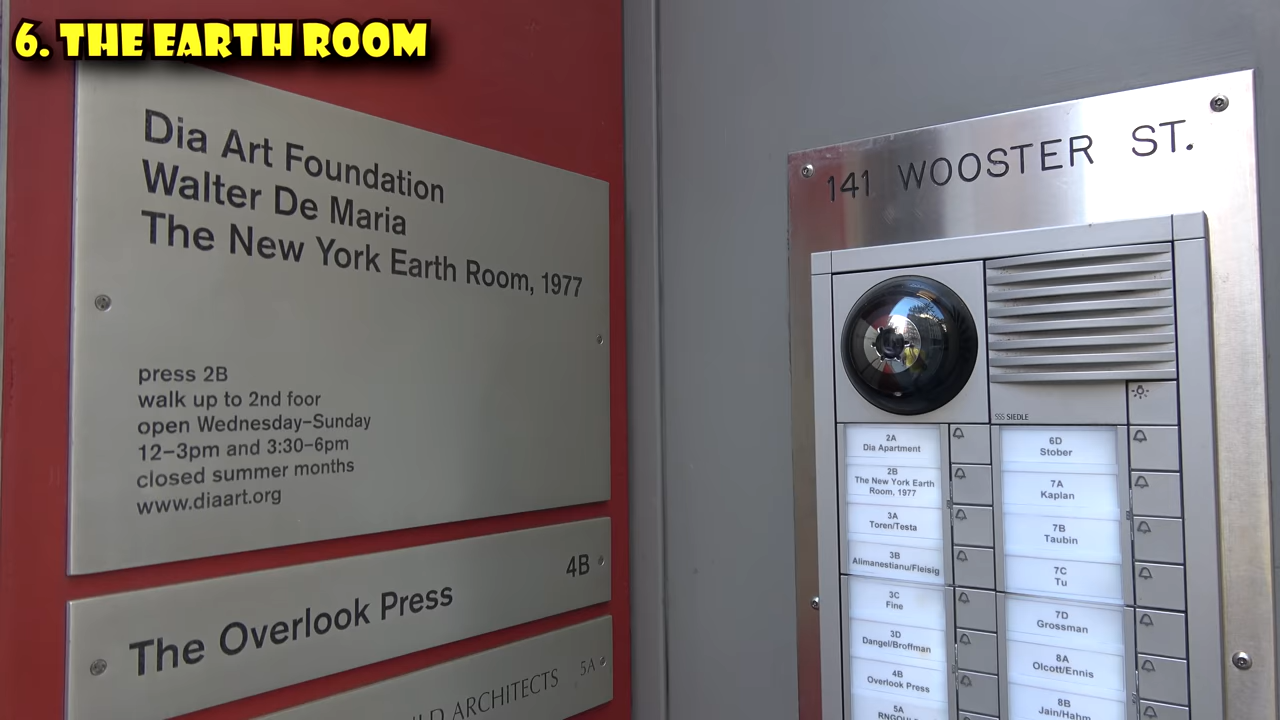 6. THE EARTH ROOM
Dia Art Foundation
Walter De Maria
The New York Earth Room, 1977
press 2B
walk up to 2nd foor
open Wednesday–Sunday
12–3pm and 3:30–6pm
closed summer months
www.diaart.org
The Overlook Press 4B
ARCHITECTS 5A
141 WOOSTER ST.
SSS SIEDLE
2A
Dia Apartment
2B
The New York Earth
Room, 1977
3A
Toren/Testa
3B
Alimanestianu/Fleisig
3C
Fine
3D
Dangel/Broffman
4B
Overlook Press
5A
6D
Stober
7A
Kaplan
7B
Taubin
7C
Tu
7D
Grossman
8A
Olcott/Ennis
8B
Jain/Hahm